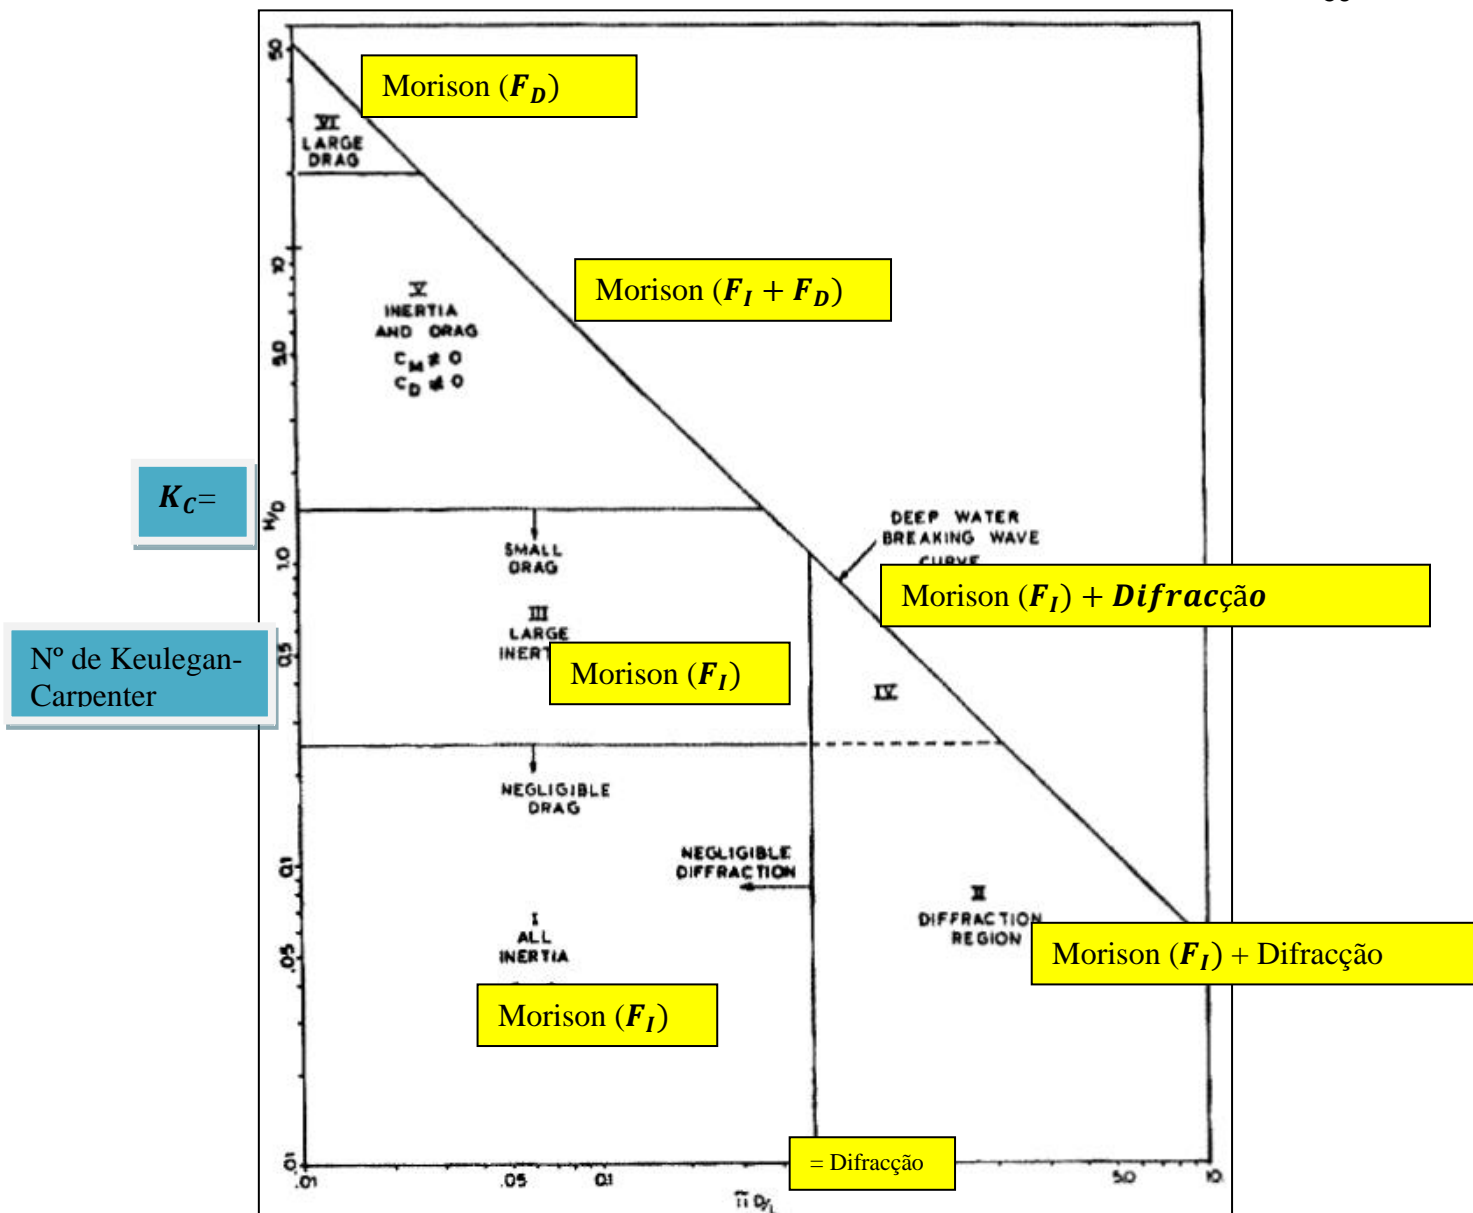 50
Morison (F_D)
VI
LARGE
DRAG
10
Morison (F_I + F_D)
V
INERTIA
AND DRAG
C_M ≠ 0
C_D ≠ 0
5.0
K_C=
H/D
DEEP WATER
BREAKING WAVE
CURVE
SMALL
DRAG
1.0
Morison (F_I) + Difracção
III
LARGE
0.5
Morison (F_I)
Nº de Keulegan-
Carpenter
IV
NEGLIGIBLE
DRAG
NEGLIGIBLE
DIFFRACTION
0.1
II
DIFFRACTION
REGION
I
ALL
INERTIA
.05
Morison (F_I) + Difracção
Morison (F_I)
.01
= Difracção
.01 .05 0.1 5.0 10.
π D/L